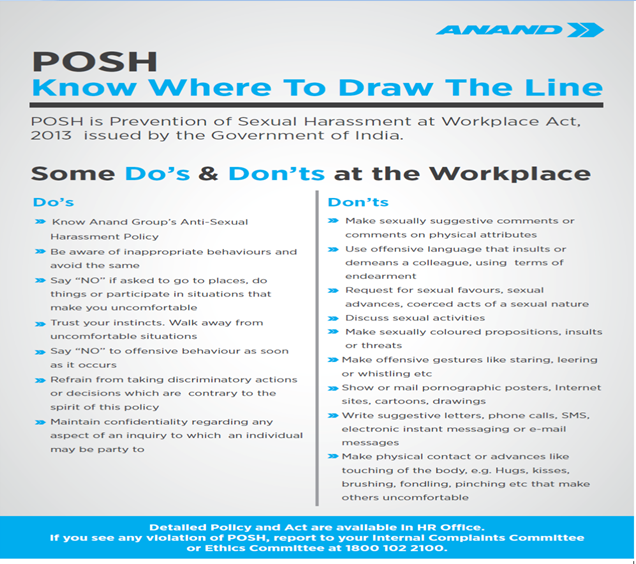 ANAND
POSH
Know Where To Draw The Line
POSH is Prevention of Sexual Harassment at Workplace Act,
2013 issued by the Government of India.
Some Do's & Don'ts at the Workplace
Do's
Know Anand Group's Anti-Sexual
Harassment Policy
Be aware of inappropriate behaviours and
avoid the same
Say "NO" if asked to go to places, do
things or participate in situations that
make you uncomfortable
Trust your instincts. Walk away from
uncomfortable situations
Say "NO" to offensive behaviour as soon
as it occurs
Refrain from taking discriminatory actions
or decisions which are contrary to the
spirit of this policy
Maintain confidentiality regarding any
aspect of an inquiry to which an individual
may be party to
Don'ts
Make sexually suggestive comments or
comments on physical attributes
Use offensive language that insults or
demeans a colleague, using terms of
endearment
Request for sexual favours, sexual
advances, coerced acts of a sexual nature
Discuss sexual activities
Make sexually coloured propositions, insults
or threats
Make offensive gestures like staring, leering
or whistling etc
Show or mail pornographic posters, Internet
sites, cartoons, drawings
Write suggestive letters, phone calls, SMS,
electronic instant messaging or e-mail
messages
Make physical contact or advances like
touching of the body, e.g. Hugs, kisses,
brushing, fondling, pinching etc that make
others uncomfortable
Detailed Policy and Act are available in HR Office.
If you see any violation of POSH, report to your Internal Complaints Committee
or Ethics Committee at 1800 102 2100.